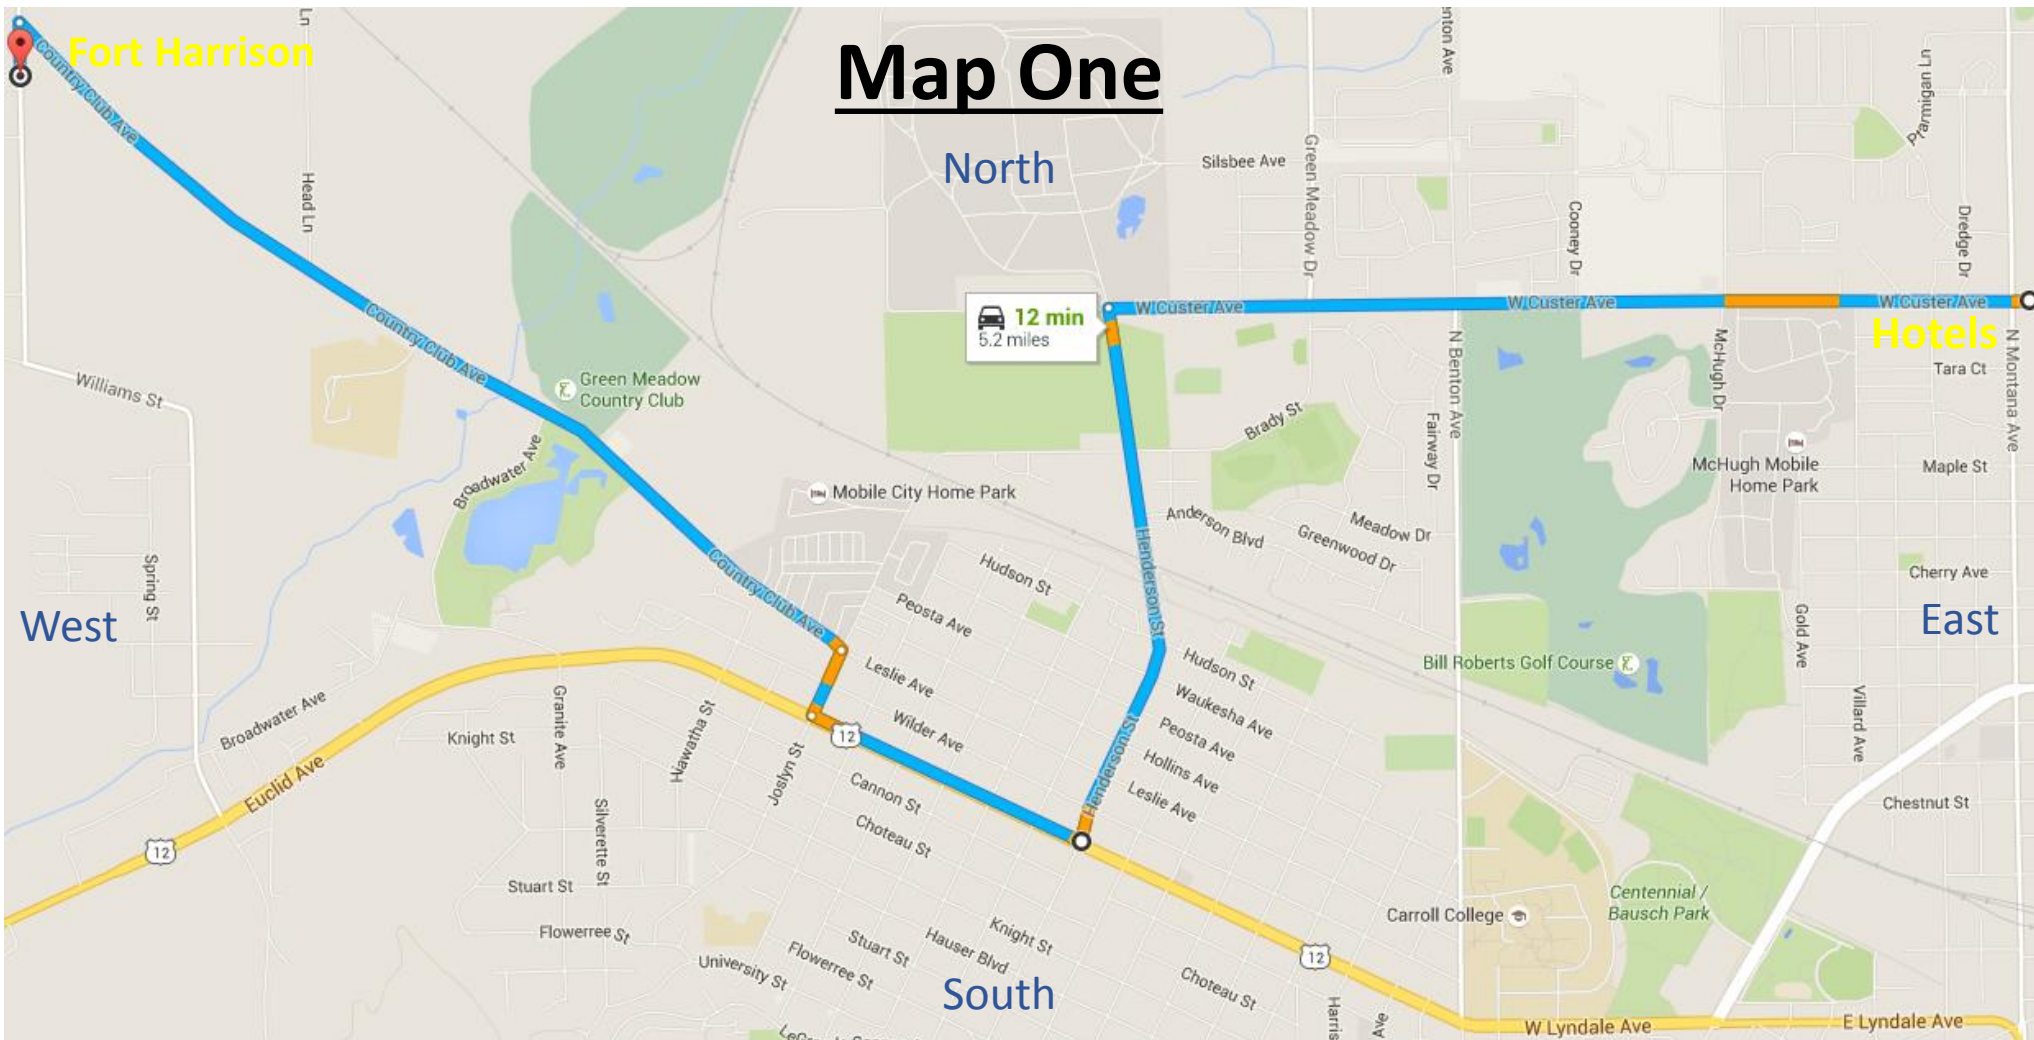 Map One
Fort Harrison
Ln
Country Club Ave
Head Ln
North
Silsbee Ave
Green Meadow Dr
enton Ave
Ptarmigan Ln
Cooney Dr
Dredge Dr
12 min
5.2 miles
W Custer Ave
W Custer Ave
W Custer Ave
Hotels
N Montana Ave
Tara Ct
McHugh Dr
N Benton Ave
Country Club Ave
Williams St
Green Meadow
Country Club
Broadwater Ave
Brady St
Fairway Dr
McHugh Mobile
Home Park
Maple St
Mobile City Home Park
Anderson Blvd
Meadow Dr
Greenwood Dr
Henderson St
Hudson St
Cherry Ave
Spring St
Country Club Ave
Peosta Ave
West
East
Gold Ave
Leslie Ave
Hudson St
Bill Roberts Golf Course
Waukesha Ave
Broadwater Ave
Granite Ave
Hiawatha St
Wilder Ave
Peosta Ave
Villard Ave
Knight St
12
Henderson St
Hollins Ave
Euclid Ave
Joslyn St
Cannon St
Leslie Ave
Chestnut St
Silverette St
Choteau St
12
Stuart St
Centennial /
Bausch Park
Carroll College
Flowerree St
Stuart St
Hauser Blvd
Knight St
University St
Flowerree St
12
South
Choteau St
Harris
Ave
W Lyndale Ave
E Lyndale Ave